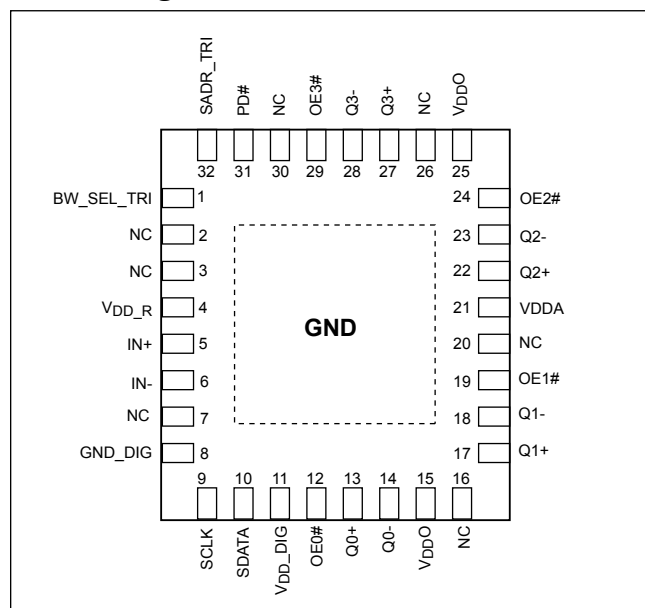 SADR_TRI
PD#
NC
OE3#
Q3-
Q3+
NC
VDDO
32
31
30
29
28
27
26
25
BW_SEL_TRI 1
NC 2
NC 3
VDD_R 4
IN+ 5
IN- 6
NC 7
GND_DIG 8
GND
24 OE2#
23 Q2-
22 Q2+
21 VDDA
20 NC
19 OE1#
18 Q1-
17 Q1+
9
10
11
12
13
14
15
16
SCLK
SDATA
VDD_DIG
OE0#
Q0+
Q0-
VDDO
NC